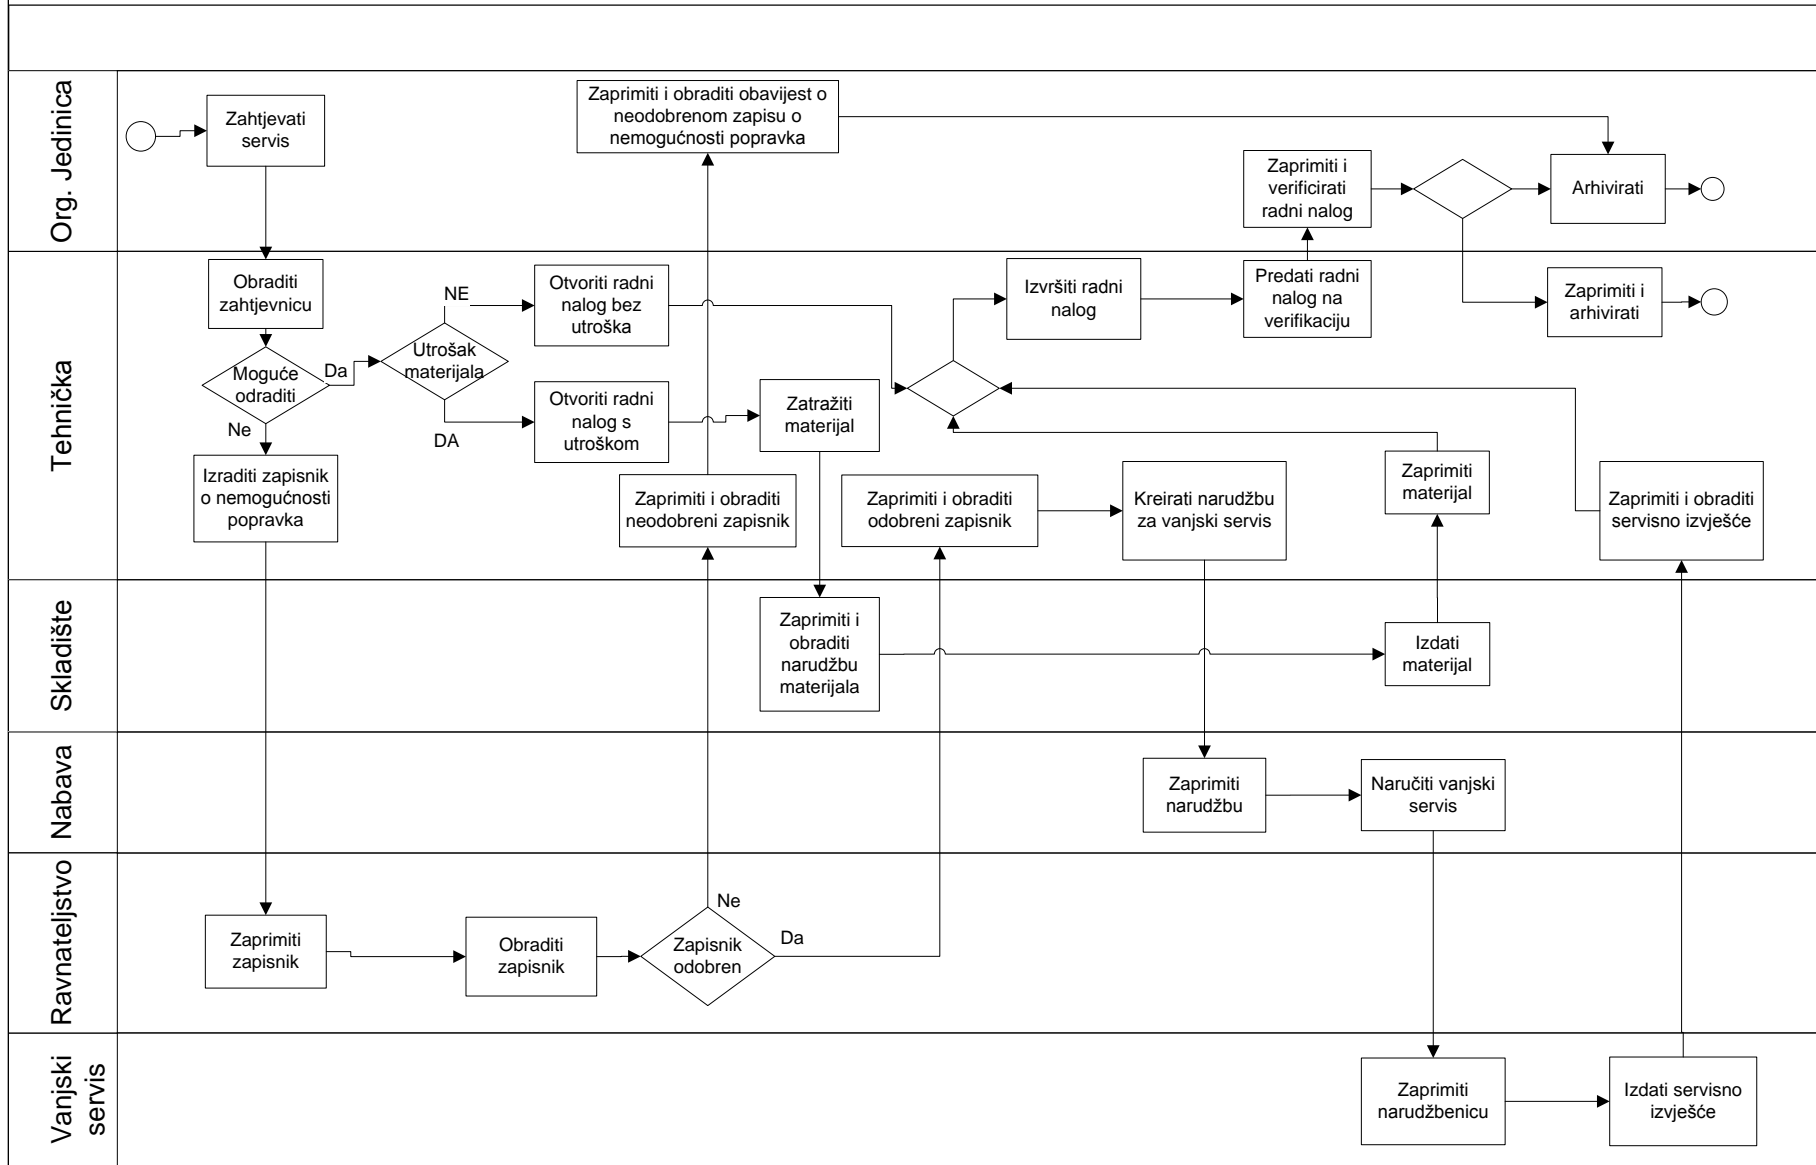 Org. Jedinica
Zahtjevati
servis
Zaprimiti i obraditi obavijest o
neodobrenom zapisu o
nemogućnosti popravka
Zaprimiti i
verificirati
radni nalog
Arhivirati
Tehnička
Obraditi
zahtjevnicu
Moguće
odraditi
Da
Ne
NE
Utrošak
materijala
DA
Otvoriti radni
nalog bez
utroška
Otvoriti radni
nalog s
utroškom
Zatražiti
materijal
Izvršiti radni
nalog
Predati radni
nalog na
verifikaciju
Zaprimiti i
arhivirati
Izraditi zapisnik
o nemogućnosti
popravka
Zaprimiti i obraditi
neodobreni zapisnik
Zaprimiti i obraditi
odobreni zapisnik
Kreirati narudžbu
za vanjski servis
Zaprimiti
materijal
Zaprimiti i obraditi
servisno izvješće
Skladište
Zaprimiti i
obraditi
narudžbu
materijala
Izdati
materijal
Nabava
Zaprimiti
narudžbu
Naručiti vanjski
servis
Ravnateljstvo
Zaprimiti
zapisnik
Obraditi
zapisnik
Zapisnik
odobren
Ne
Da
Vanjski
servis
Zaprimiti
narudžbenicu
Izdati servisno
izvješće